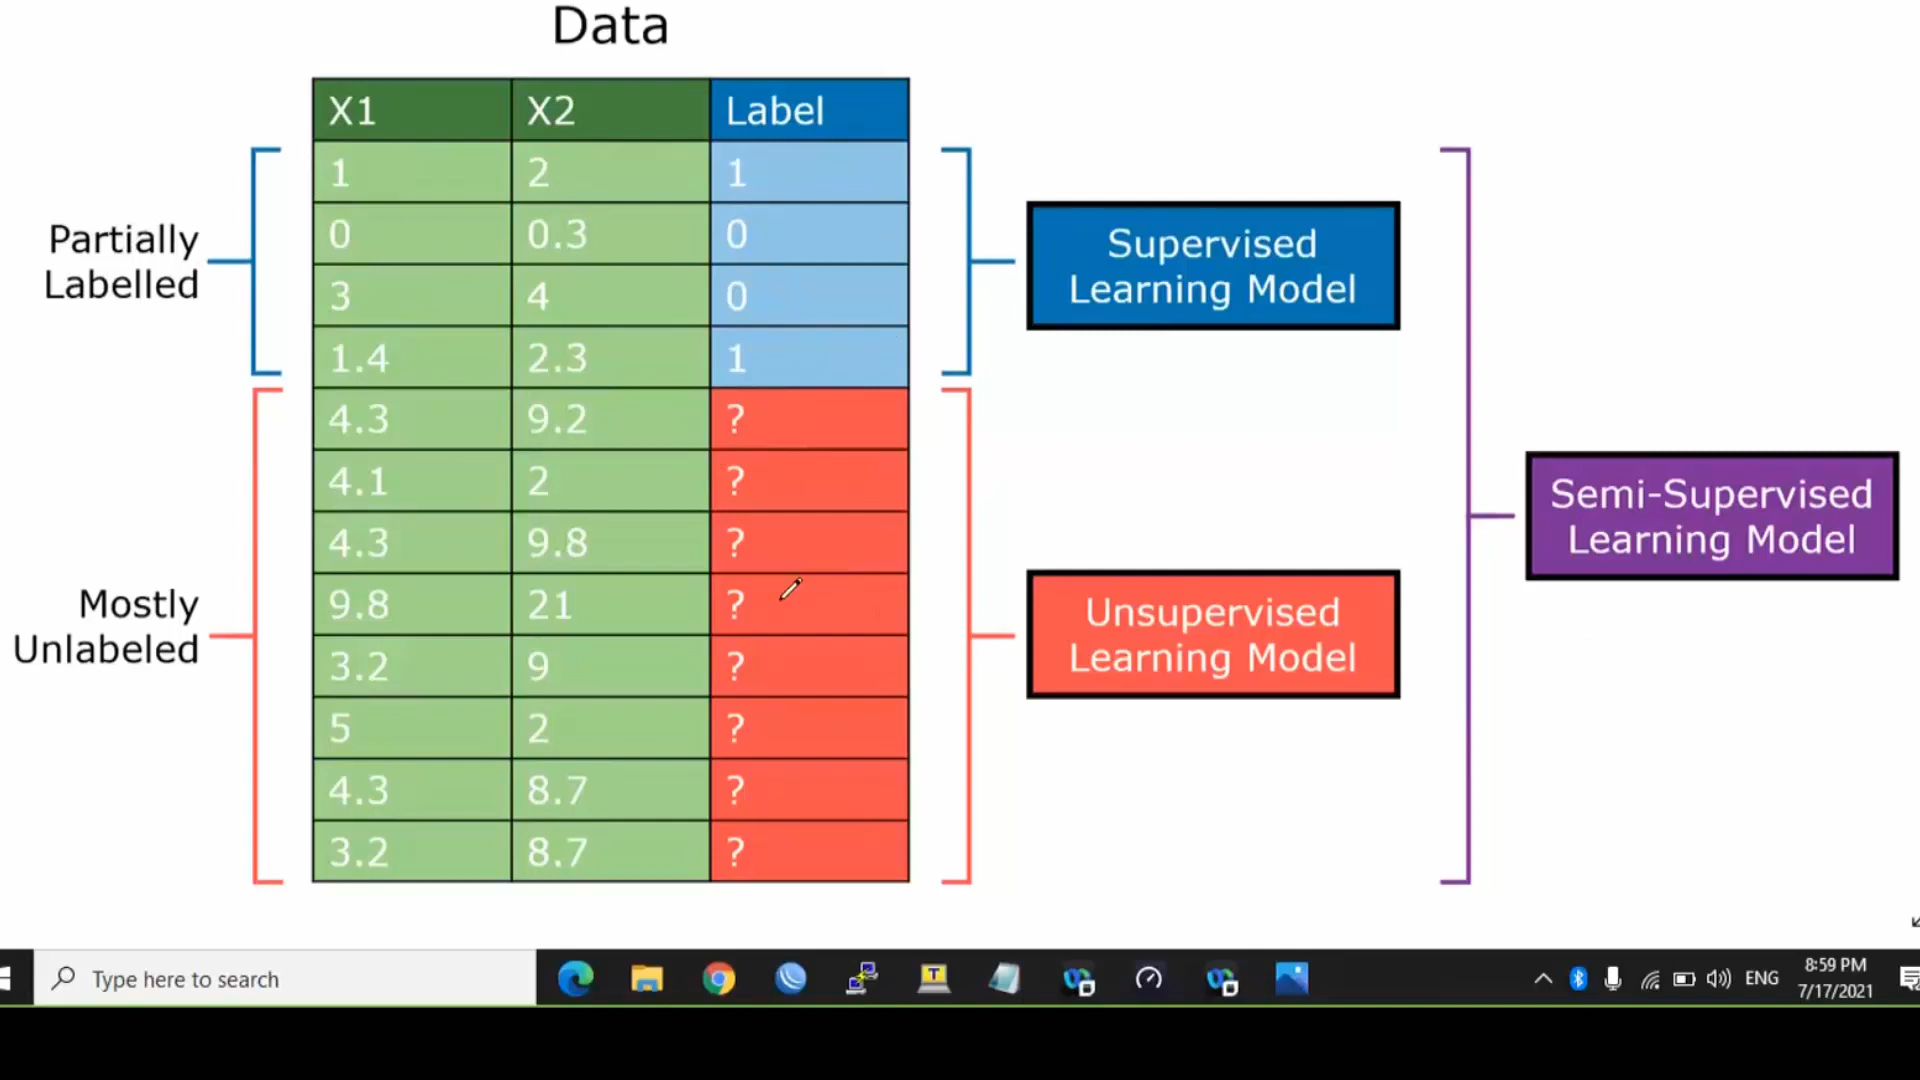 Data
X1 X2 Label
1 2 1
0 0.3 0
3 4 0
1.4 2.3 1
4.3 9.2 ?
4.1 2 ?
4.3 9.8 ?
9.8 21 ?
3.2 9 ?
5 2 ?
4.3 8.7 ?
3.2 8.7 ?
Partially
Labelled
Mostly
Unlabeled
Supervised
Learning Model
Unsupervised
Learning Model
Semi-Supervised
Learning Model
Type here to search
T
ENG
8:59 PM
7/17/2021